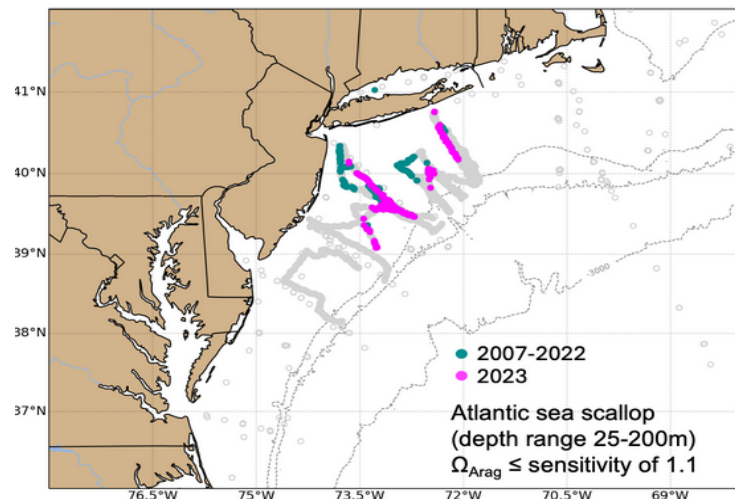 41°N
40°N
39°N
-3000
38°N
2007-2022
2023
37°N
Atlantic sea scallop
(depth range 25-200m)
Ω_Arag ≤ sensitivity of 1.1
76.5°W 75°W 73.5°W 72°W 70.5°W 69°W